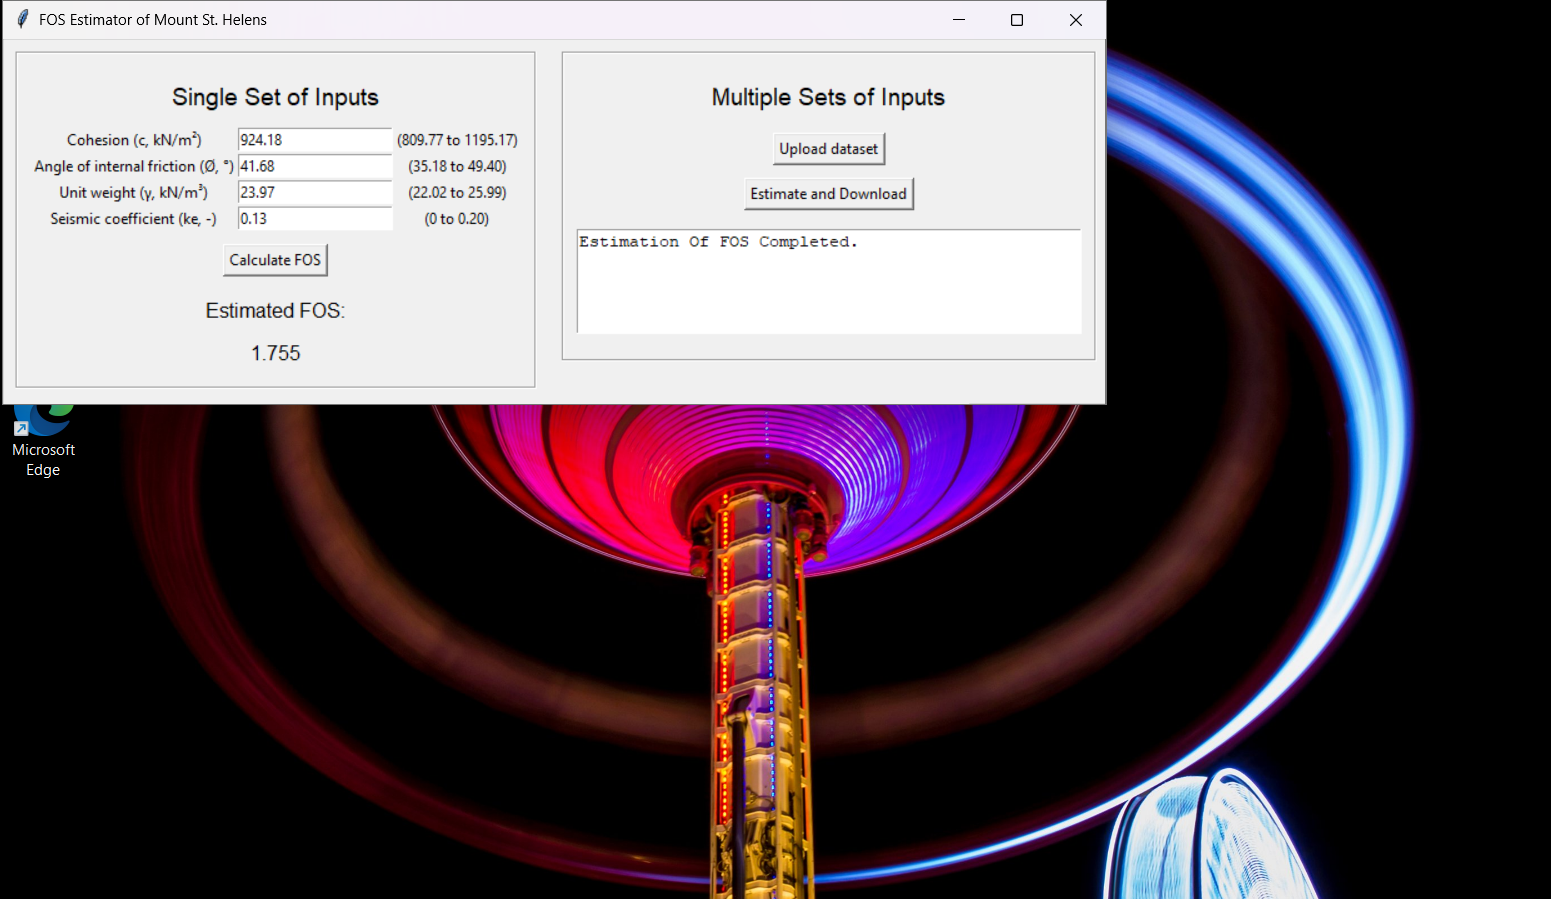 FOS Estimator of Mount St. Helens
Single Set of Inputs
Cohesion (c, kN/m²) 924.18 (809.77 to 1195.17)
Angle of internal friction (Ø, °) 41.68 (35.18 to 49.40)
Unit weight (γ, kN/m³) 23.97 (22.02 to 25.99)
Seismic coefficient (ke, -) 0.13 (0 to 0.20)
Calculate FOS
Estimated FOS:
1.755
Multiple Sets of Inputs
Upload dataset
Estimate and Download
Estimation Of FOS Completed.
Microsoft
Edge